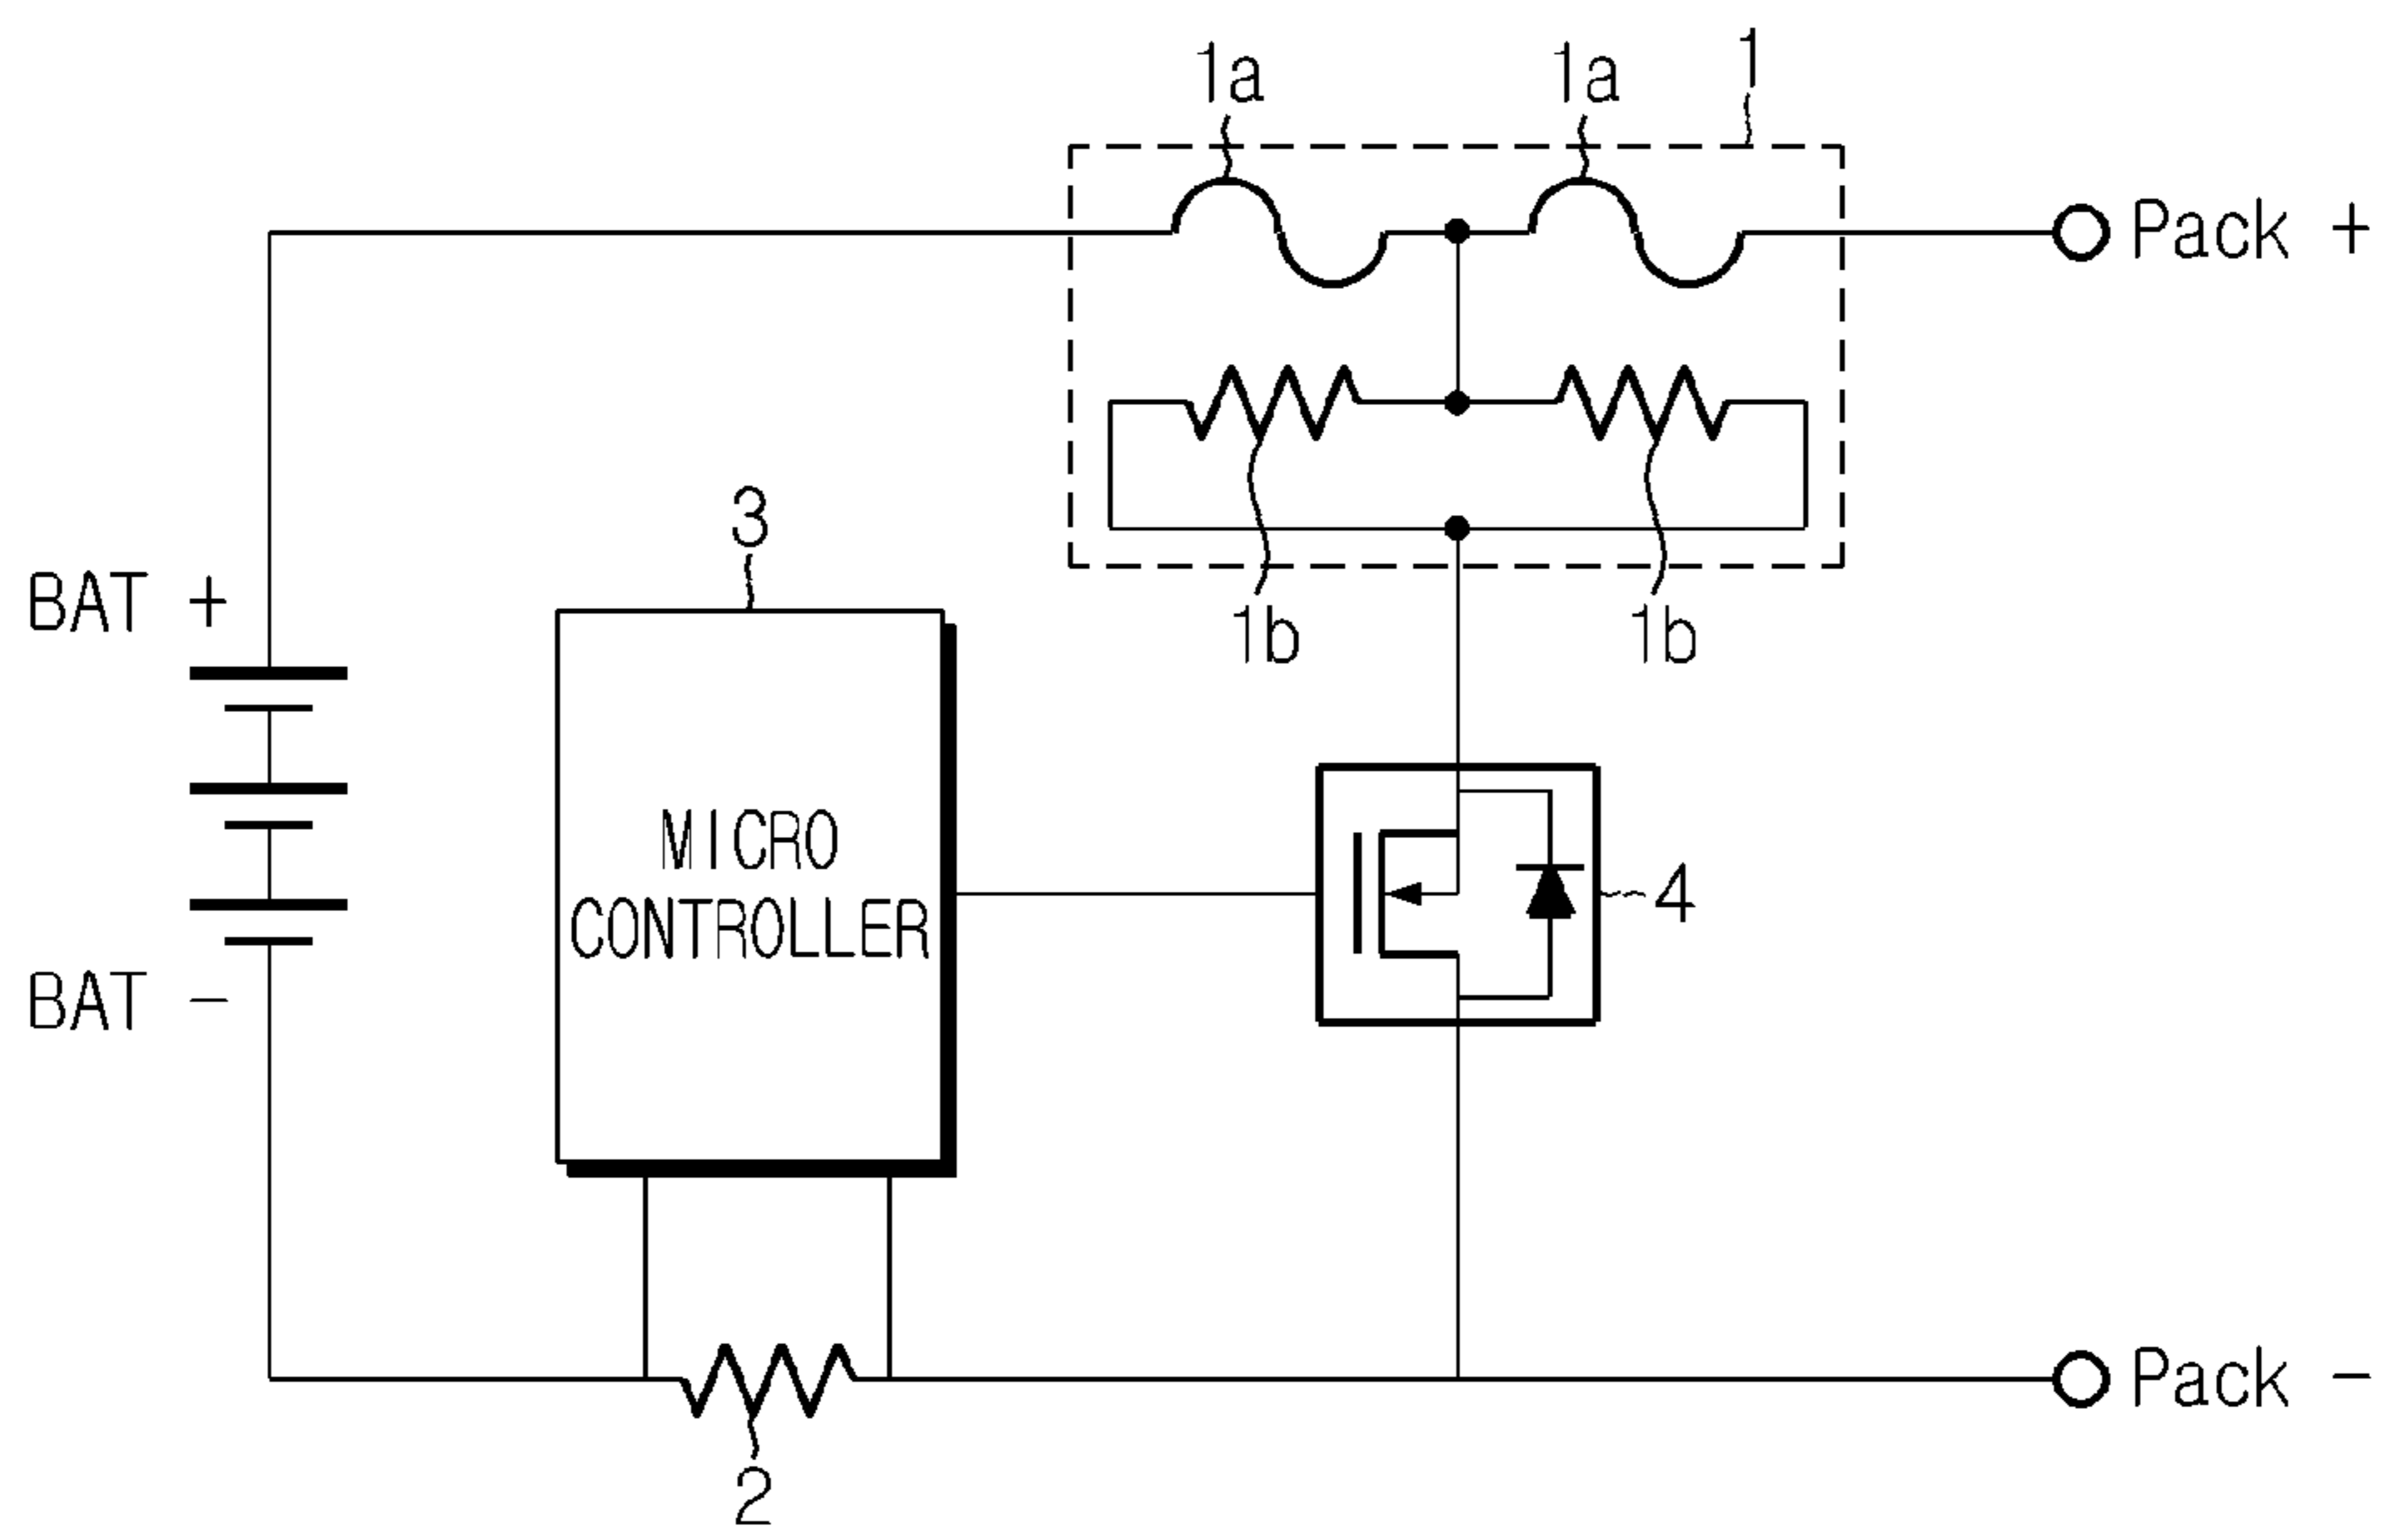 1
1a 1a
Pack +
3
BAT +
1b 1b
MICRO
CONTROLLER
4
BAT -
Pack -
2